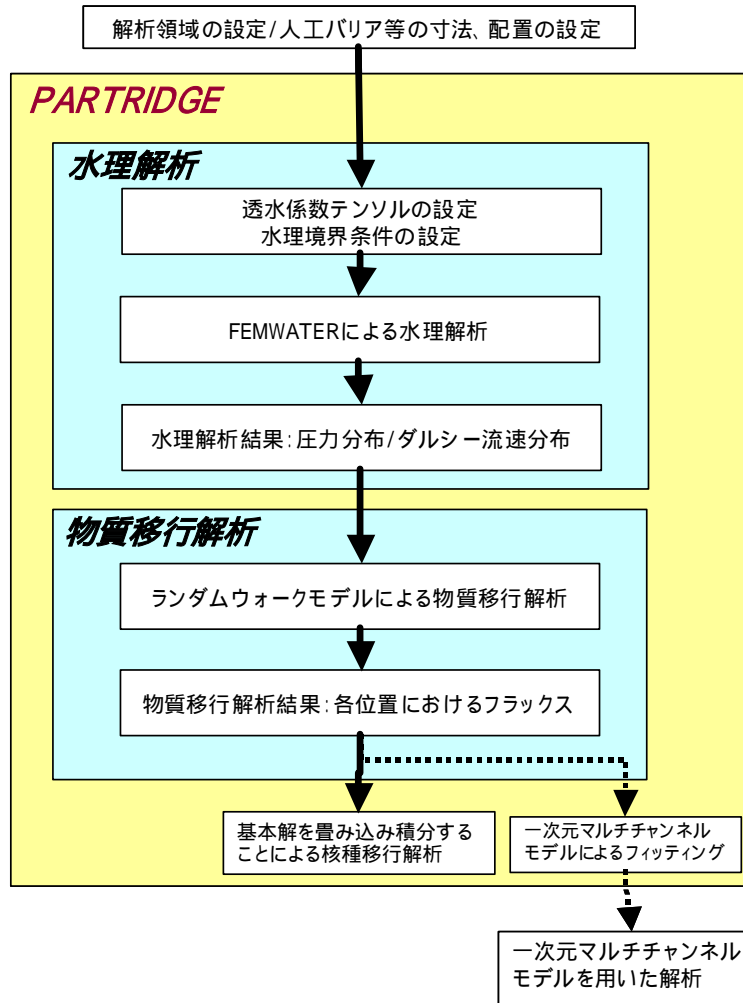 解析領域の設定/人工バリア等の寸法、配置の設定
PARTRIDGE
水理解析
透水係数テンソルの設定
水理境界条件の設定
FEMWATERによる水理解析
水理解析結果:圧力分布/ダルシー流速分布
物質移行解析
ランダムウォークモデルによる物質移行解析
物質移行解析結果:各位置におけるフラックス
基本解を畳み込み積分する
ことによる核種移行解析
一次元マルチチャンネル
モデルによるフィッティング
一次元マルチチャンネル
モデルを用いた解析